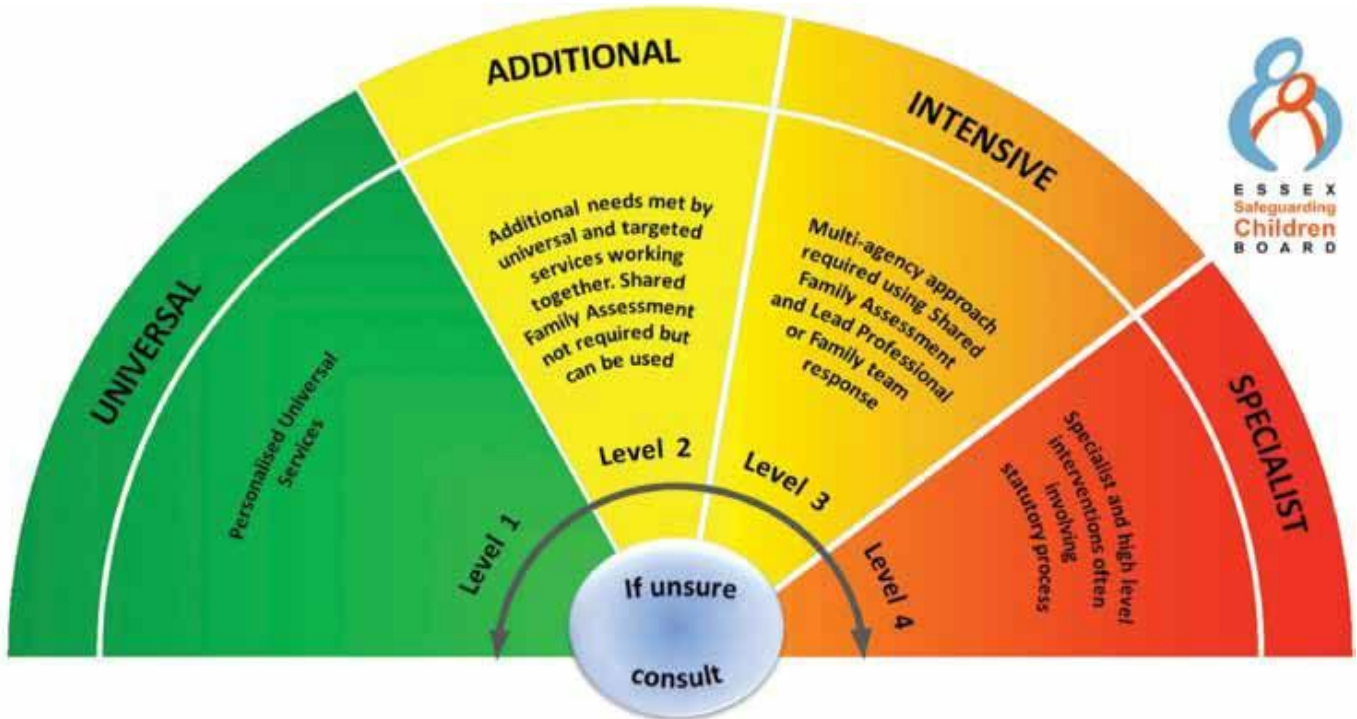 UNIVERSAL
Personalised Universal
Services
Level 1
ADDITIONAL
Additional needs met by
universal and targeted
services working
together. Shared
Family Assessment
not required but
can be used
Level 2
INTENSIVE
Multi-agency approach
required using Shared
Family Assessment
and Lead Professional
or Family team
response
Level 3
SPECIALIST
Specialist and high level
interventions often
involving
statutory process
Level 4
If unsure
consult
ESSEX
Safeguarding
Children
BOARD